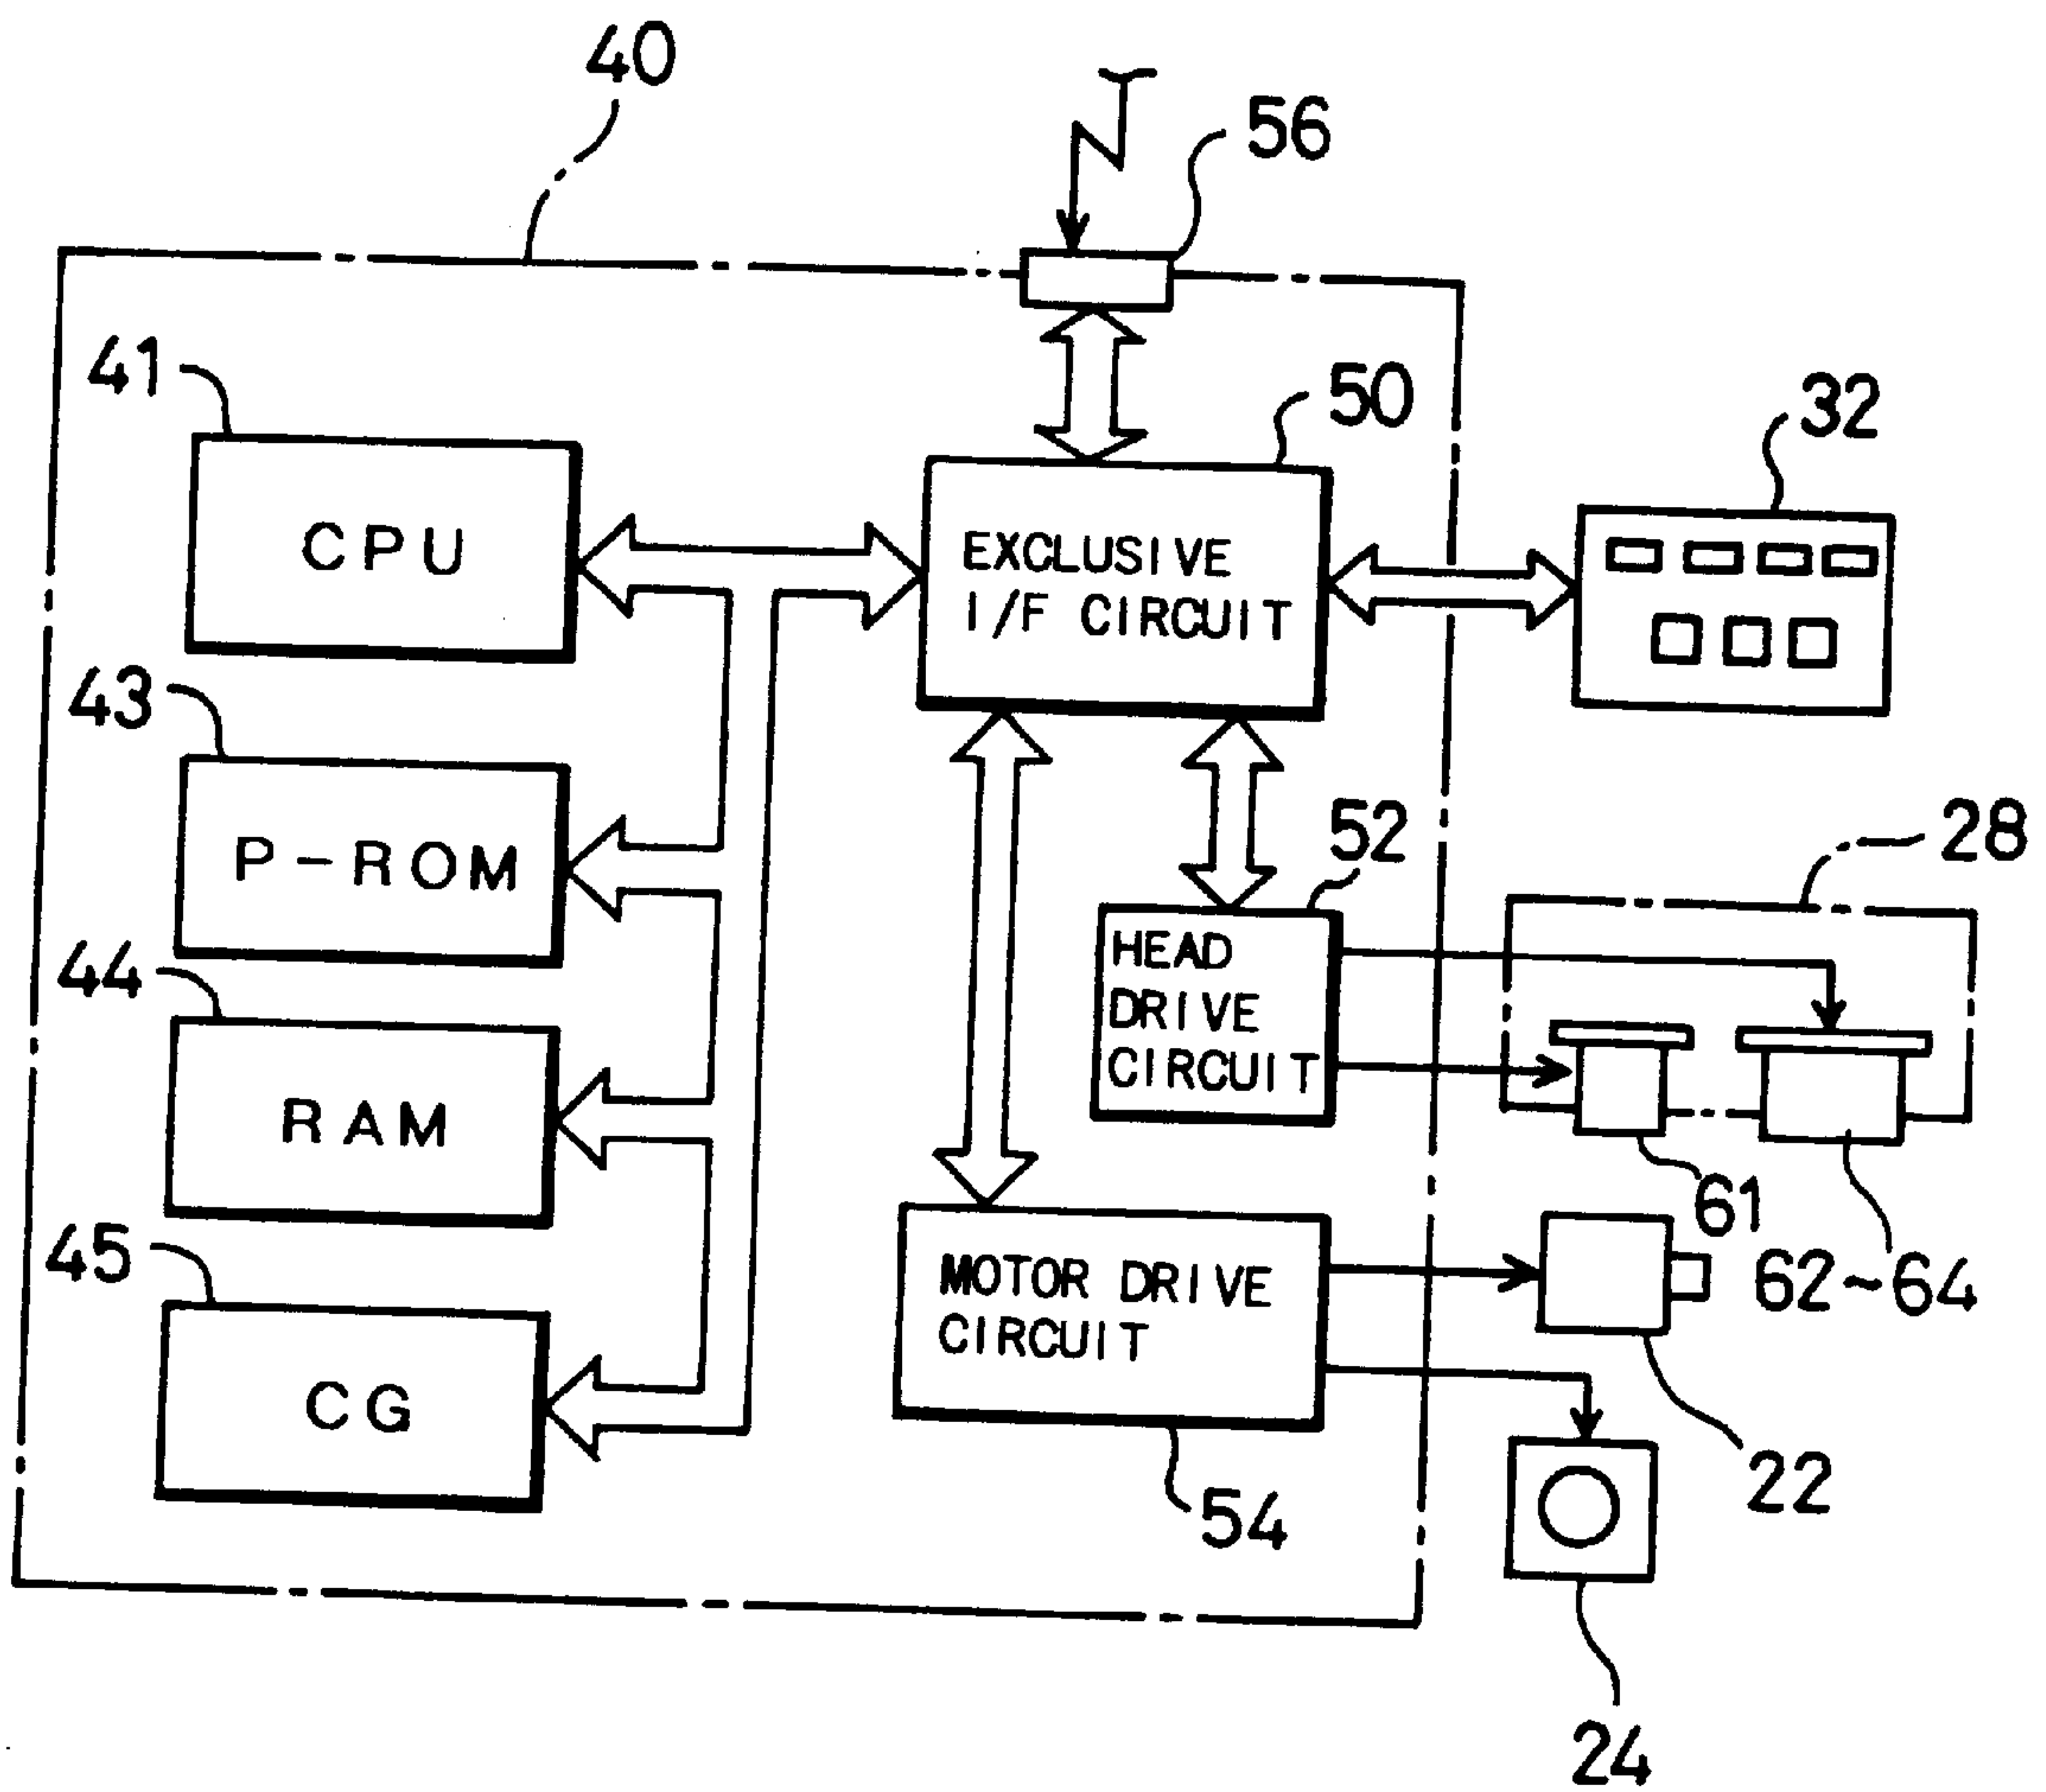 40
56
41
50
32
CPU
EXCLUSIVE
I/F CIRCUIT
43
P-ROM
52
28
44
HEAD
DRIVE
CIRCUIT
RAM
61
45
62~64
MOTOR DRIVE
CIRCUIT
CG
22
54
24